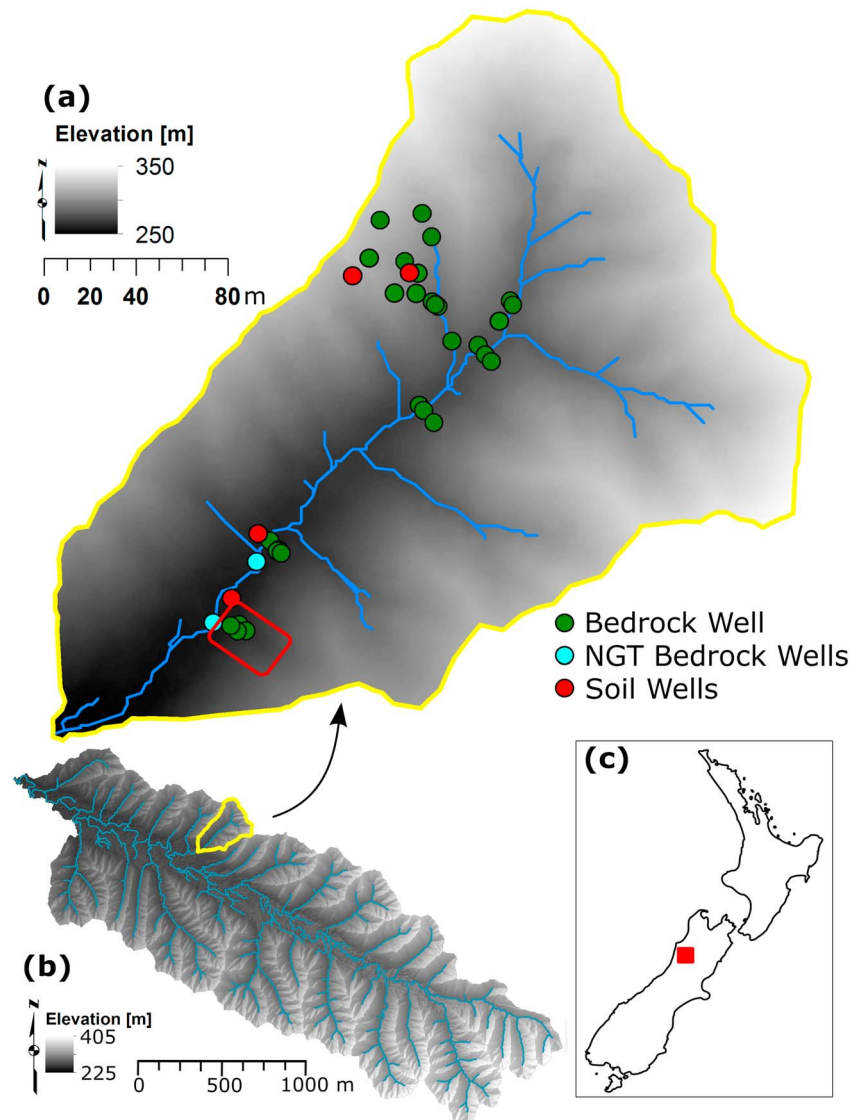 (a)
Elevation [m]
350
250
N
0 20 40 80 m
Bedrock Well
NGT Bedrock Wells
Soil Wells
(b)
N
Elevation [m]
405
225
0 500 1000 m
(c)